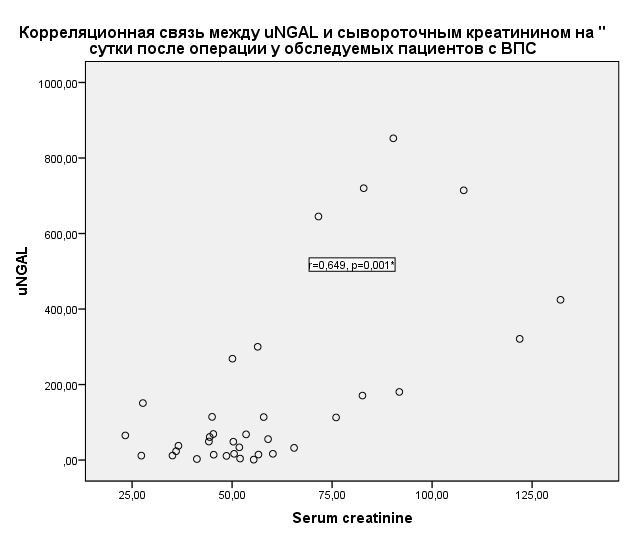 Корреляционная связь между uNGAL и сывороточным креатинином на "
сутки после операции у обследуемых пациентов с ВПС
1000,00
800,00
600,00
400,00
200,00
,00
uNGAL
r=0,649, p=0,001*
25,00 50,00 75,00 100,00 125,00
Serum creatinine